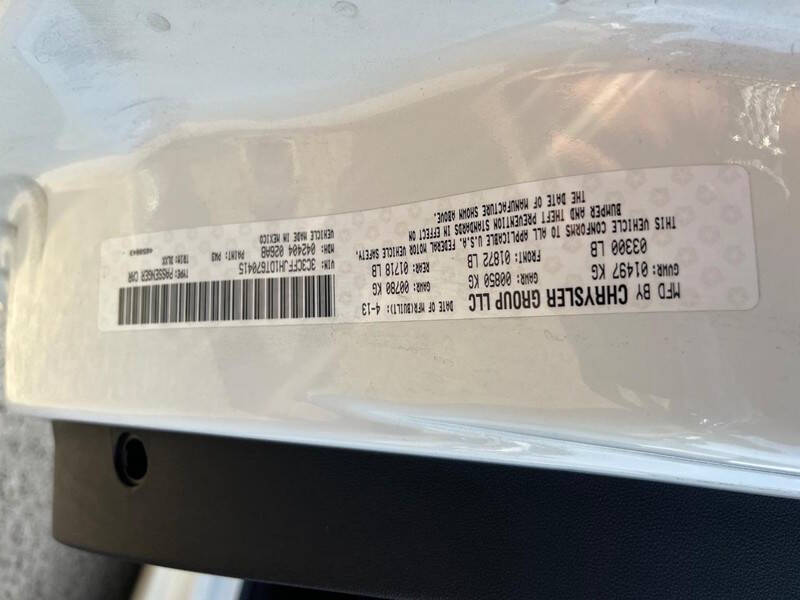 MFD BY CHRYSLER GROUP LLC
DATE OF MFR(BUILT): 4-13
GVWR: 01497 KG
03300 LB
GAWR: 00850 KG
FRONT: 01872 LB
GAWR: 00780 KG
RER: 01718 LB
THIS VEHICLE CONFORMS TO ALL APPLICABLE U.S.A. FEDERAL MOTOR VEHICLE SAFETY,
BUMPER AND THEFT PREVENTION STANDARDS IN EFFECT ON
THE DATE OF MANUFACTURE SHOWN ABOVE.
VIN: 3C3CFFJH1DT670415
TYPE: PASSENGER CAR
MDH: 042404 026AB
PAINT: PW3
TRIM:
VEHICLE MADE IN MEXICO